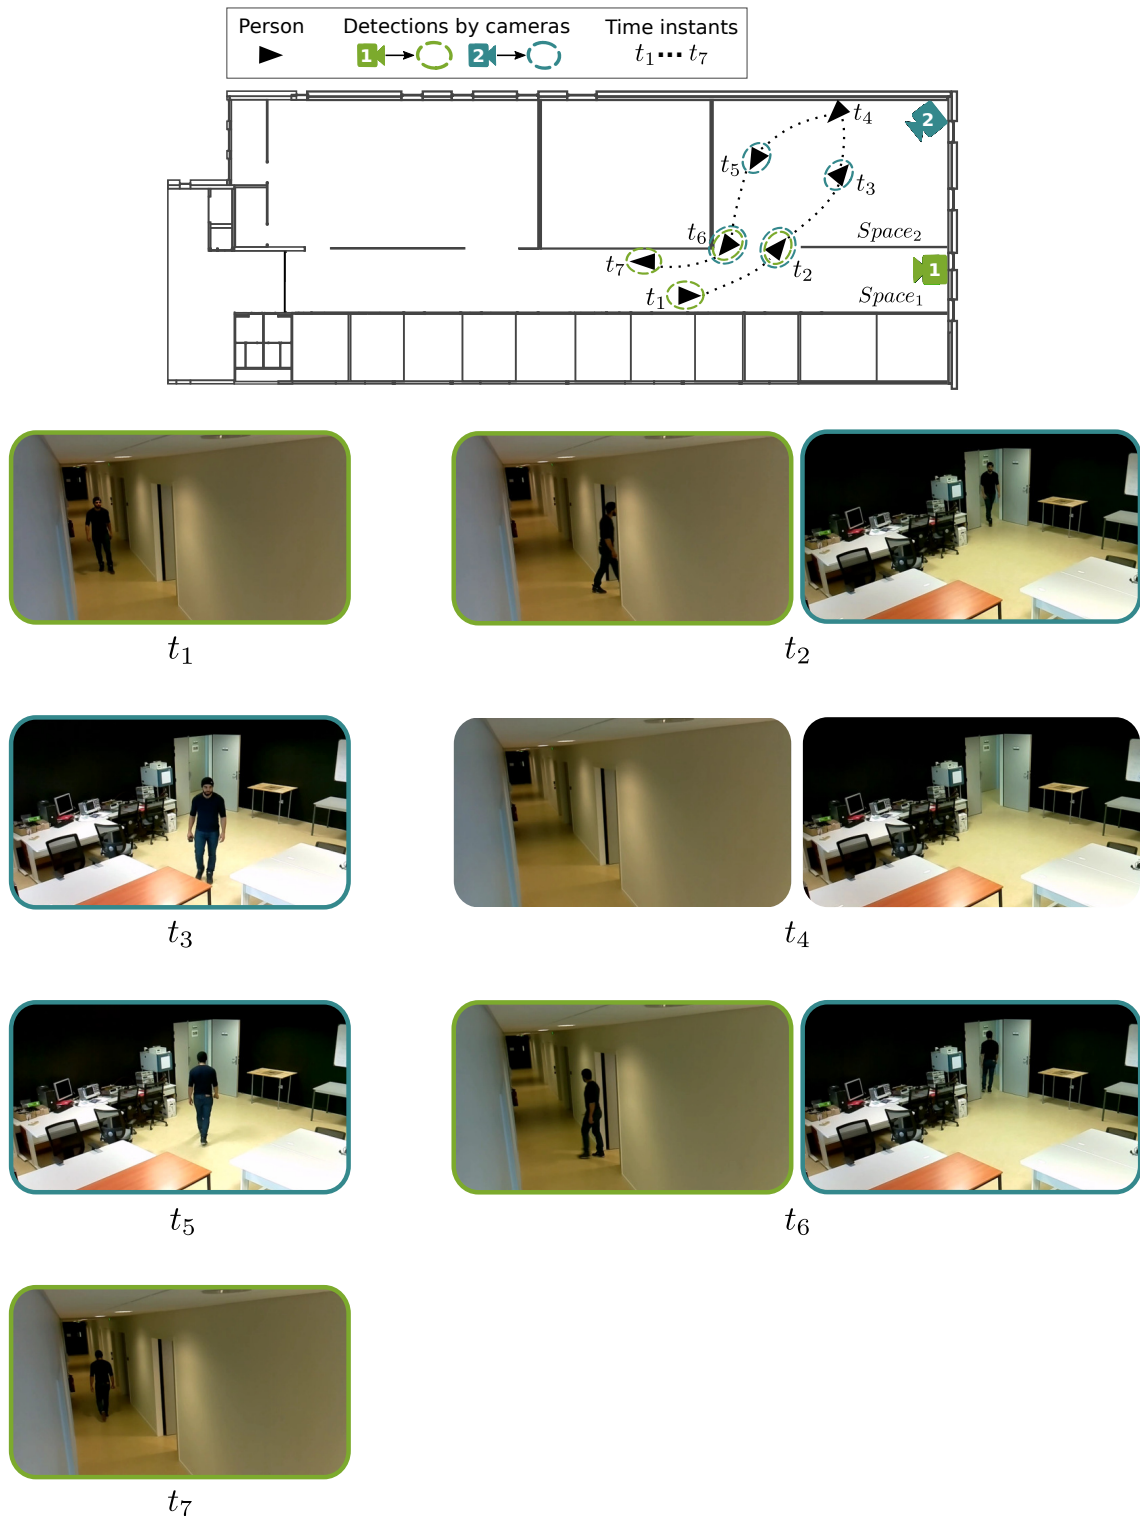 Person Detections by cameras Time instants
1 2 t₁⋯t₇
2
t₄
t₅
t₃
t₆
Space₂
t₇
t₂
1
t₁
Space₁
t₁
t₂
t₃
t₄
t₅
t₆
t₇